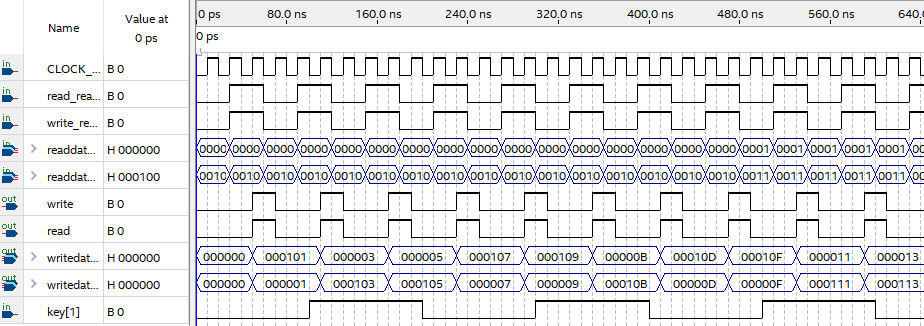 Name
Value at
0 ps
0 ps 80.0 ns 160.0 ns 240.0 ns 320.0 ns 400.0 ns 480.0 ns 560.0 ns 640.
0 ps
in CLOCK_... B 0
in read_rea... B 0
in write_re... B 0
in readdat... H 000000 0000 0000 0000 0000 0000 0000 0000 0000 0000 0000 0000 0000 0000 0000 0000 0000 0001 0001 0001 0001 0001
in readdat... H 000100 0010 0010 0010 0010 0010 0010 0010 0010 0010 0010 0010 0010 0010 0010 0010 0010 0011 0011 0011 0011 0011
out write B 0
out read B 0
out writedat... H 000000 000000 000101 000003 000005 000107 000109 00000B 00010D 00010F 000011 000013
out writedat... H 000000 000000 000001 000103 000105 000007 000009 00010B 00000D 00000F 000111 000113
in key[1] B 0